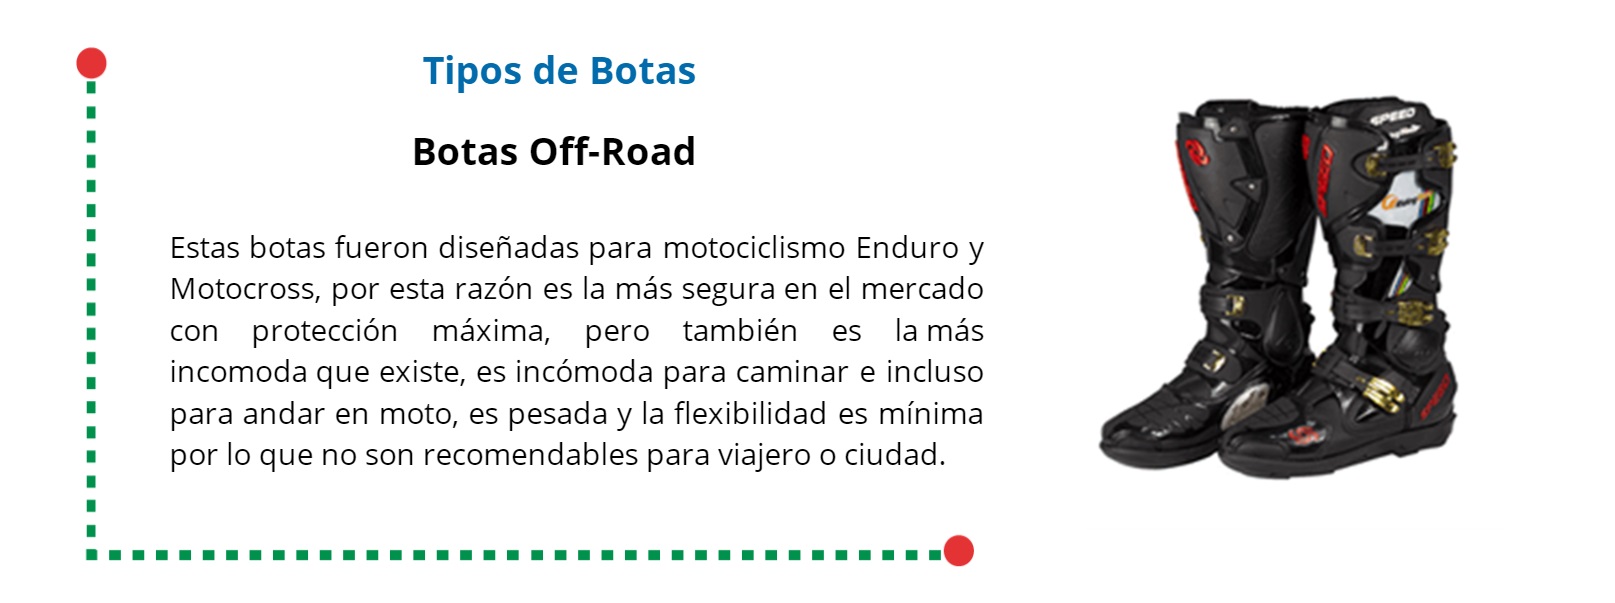 Tipos de Botas
Botas Off-Road
Estas botas fueron diseñadas para motociclismo Enduro y
Motocross, por esta razón es la más segura en el mercado
con protección máxima, pero también es la más
incomoda que existe, es incómoda para caminar e incluso
para andar en moto, es pesada y la flexibilidad es mínima
por lo que no son recomendables para viajero o ciudad.
SPEED
SPEED